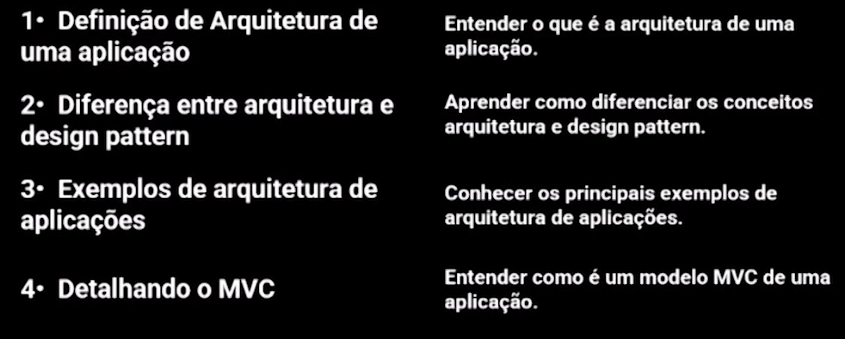 1• Definição de Arquitetura de
uma aplicação
Entender o que é a arquitetura de uma
aplicação.
2• Diferença entre arquitetura e
design pattern
Aprender como diferenciar os conceitos
arquitetura e design pattern.
3• Exemplos de arquitetura de
aplicações
Conhecer os principais exemplos de
arquitetura de aplicações.
4• Detalhando o MVC
Entender como é um modelo MVC de uma
aplicação.